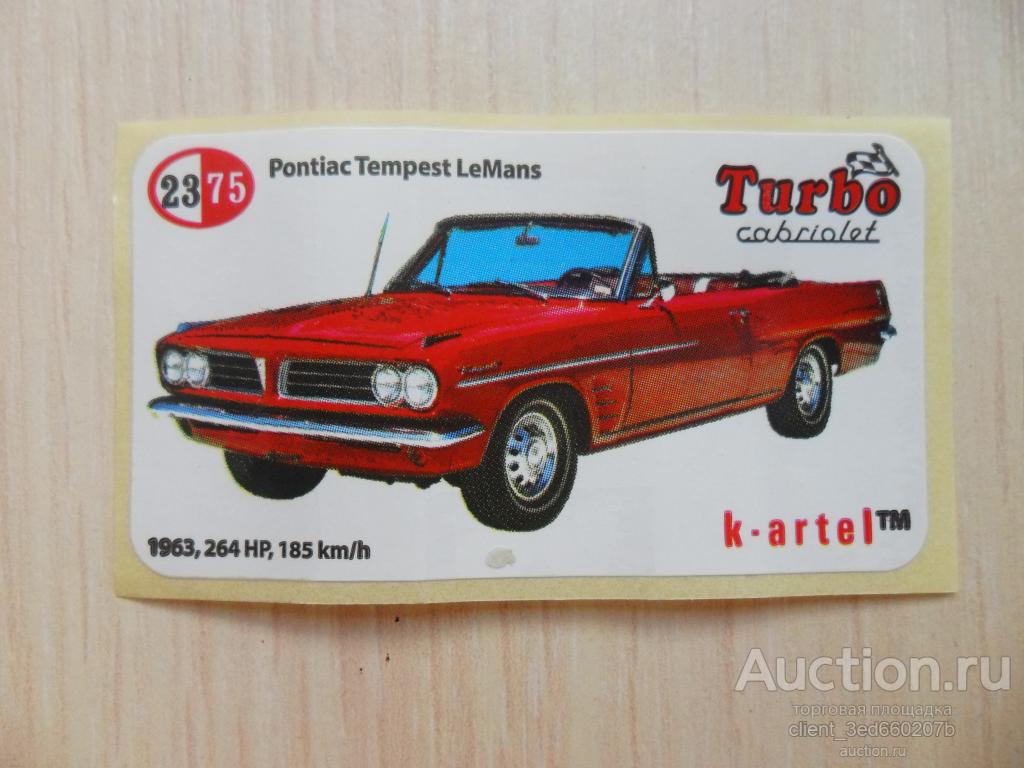 23 75
Pontiac Tempest LeMans
Turbo
cabriolet
1963, 264 HP, 185 km/h
k-artel™
Auction.ru
торговая площадка
client_3ed660207b
auction.ru